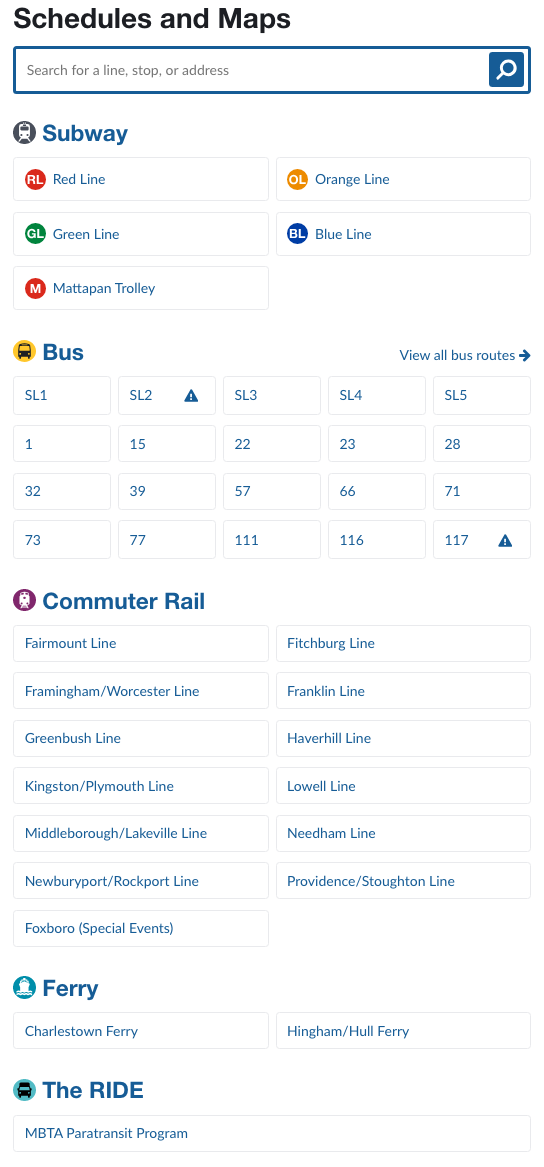 Schedules and Maps
Search for a line, stop, or address
Subway
RL Red Line
OL Orange Line
GL Green Line
BL Blue Line
M Mattapan Trolley
Bus
View all bus routes
SL1 SL2 SL3 SL4 SL5
1 15 22 23 28
32 39 57 66 71
73 77 111 116 117
Commuter Rail
Fairmount Line
Fitchburg Line
Framingham/Worcester Line
Franklin Line
Greenbush Line
Haverhill Line
Kingston/Plymouth Line
Lowell Line
Middleborough/Lakeville Line
Needham Line
Newburyport/Rockport Line
Providence/Stoughton Line
Foxboro (Special Events)
Ferry
Charlestown Ferry
Hingham/Hull Ferry
The RIDE
MBTA Paratransit Program